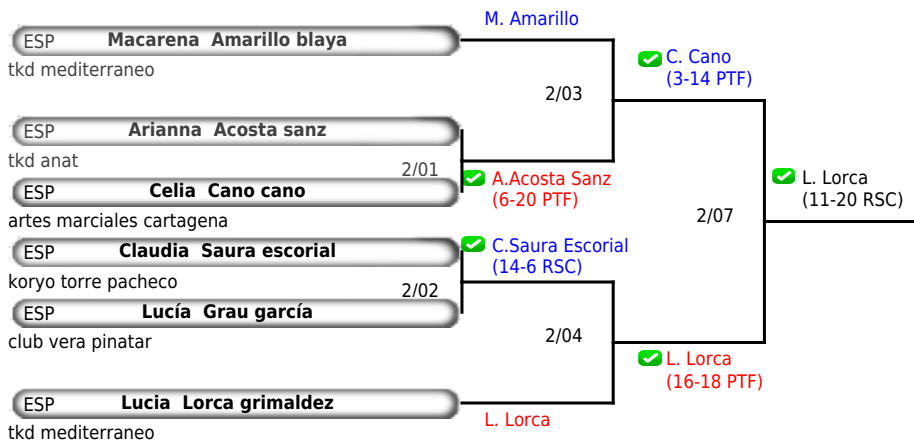 M. Amarillo
ESP Macarena Amarillo blaya
tkd mediterraneo
C. Cano
(3-14 PTF)
2/03
ESP Arianna Acosta sanz
tkd anat
2/01
A.Acosta Sanz
(6-20 PTF)
ESP Celia Cano cano
artes marciales cartagena
L. Lorca
(11-20 RSC)
2/07
ESP Claudia Saura escorial
koryo torre pacheco
C.Saura Escorial
(14-6 RSC)
2/02
ESP Lucía Grau garcía
club vera pinatar
2/04
L. Lorca
(16-18 PTF)
ESP Lucia Lorca grimaldez
tkd mediterraneo
L. Lorca